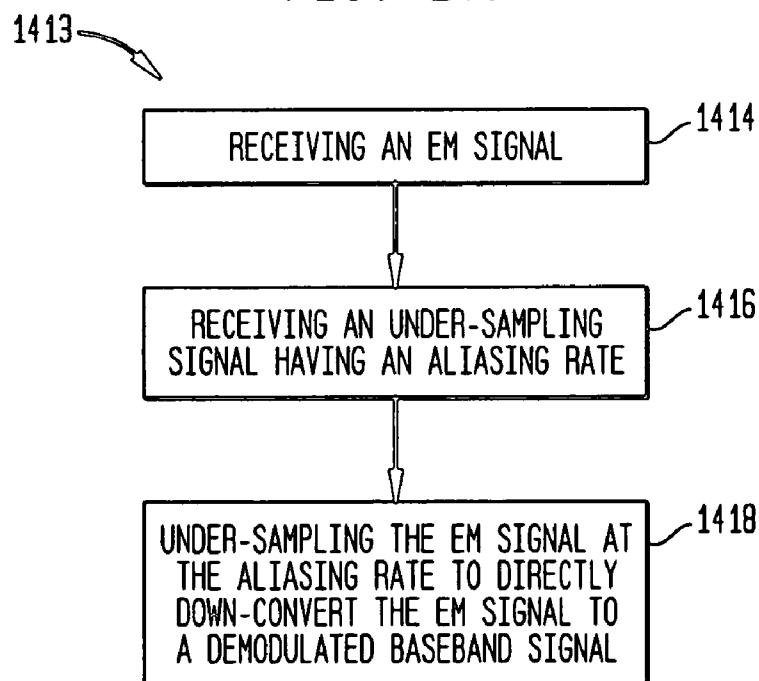 1413
1414
RECEIVING AN EM SIGNAL
1416
RECEIVING AN UNDER-SAMPLING
SIGNAL HAVING AN ALIASING RATE
1418
UNDER-SAMPLING THE EM SIGNAL AT
THE ALIASING RATE TO DIRECTLY
DOWN-CONVERT THE EM SIGNAL TO
A DEMODULATED BASEBAND SIGNAL